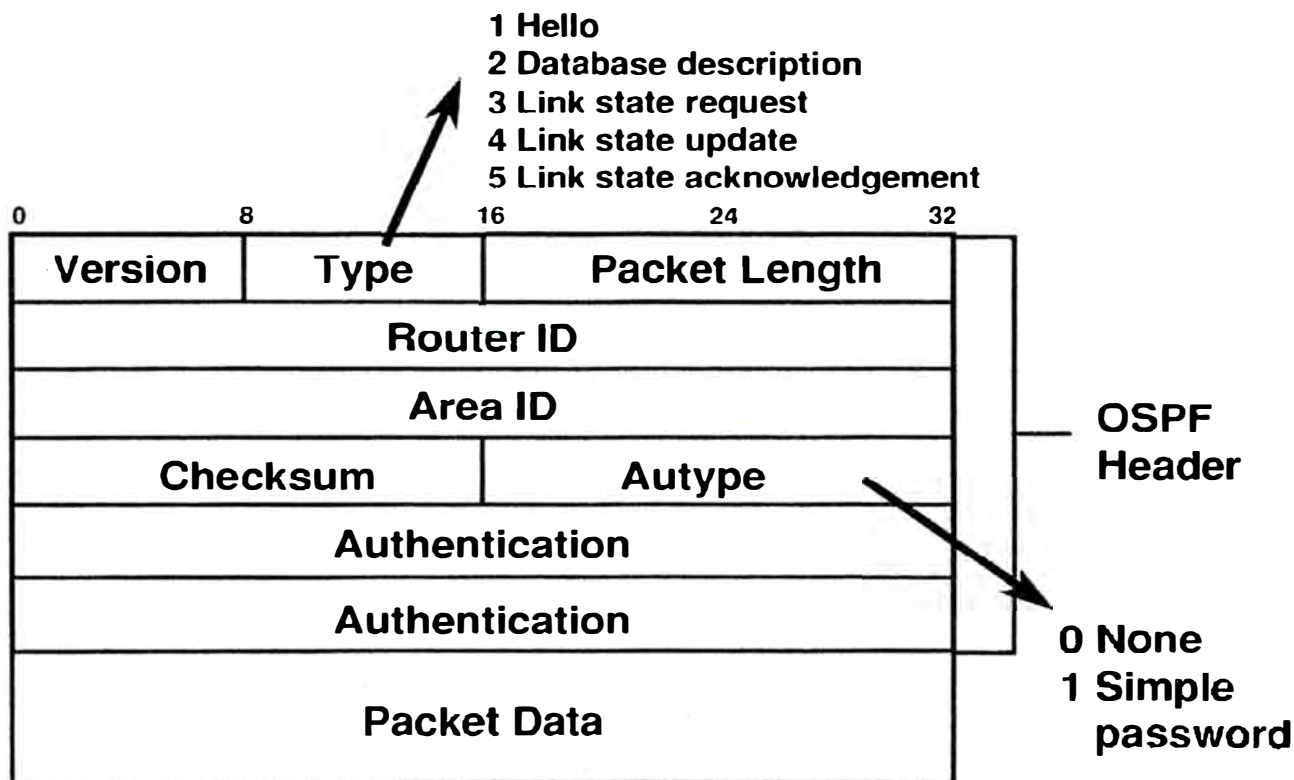 1 Hello
2 Database description
3 Link state request
4 Link state update
5 Link state acknowledgement
0 8 16 24 32
Version Type Packet Length
Router ID
Area ID
Checksum Autype
Authentication
Authentication
Packet Data
OSPF
Header
0 None
1 Simple
password